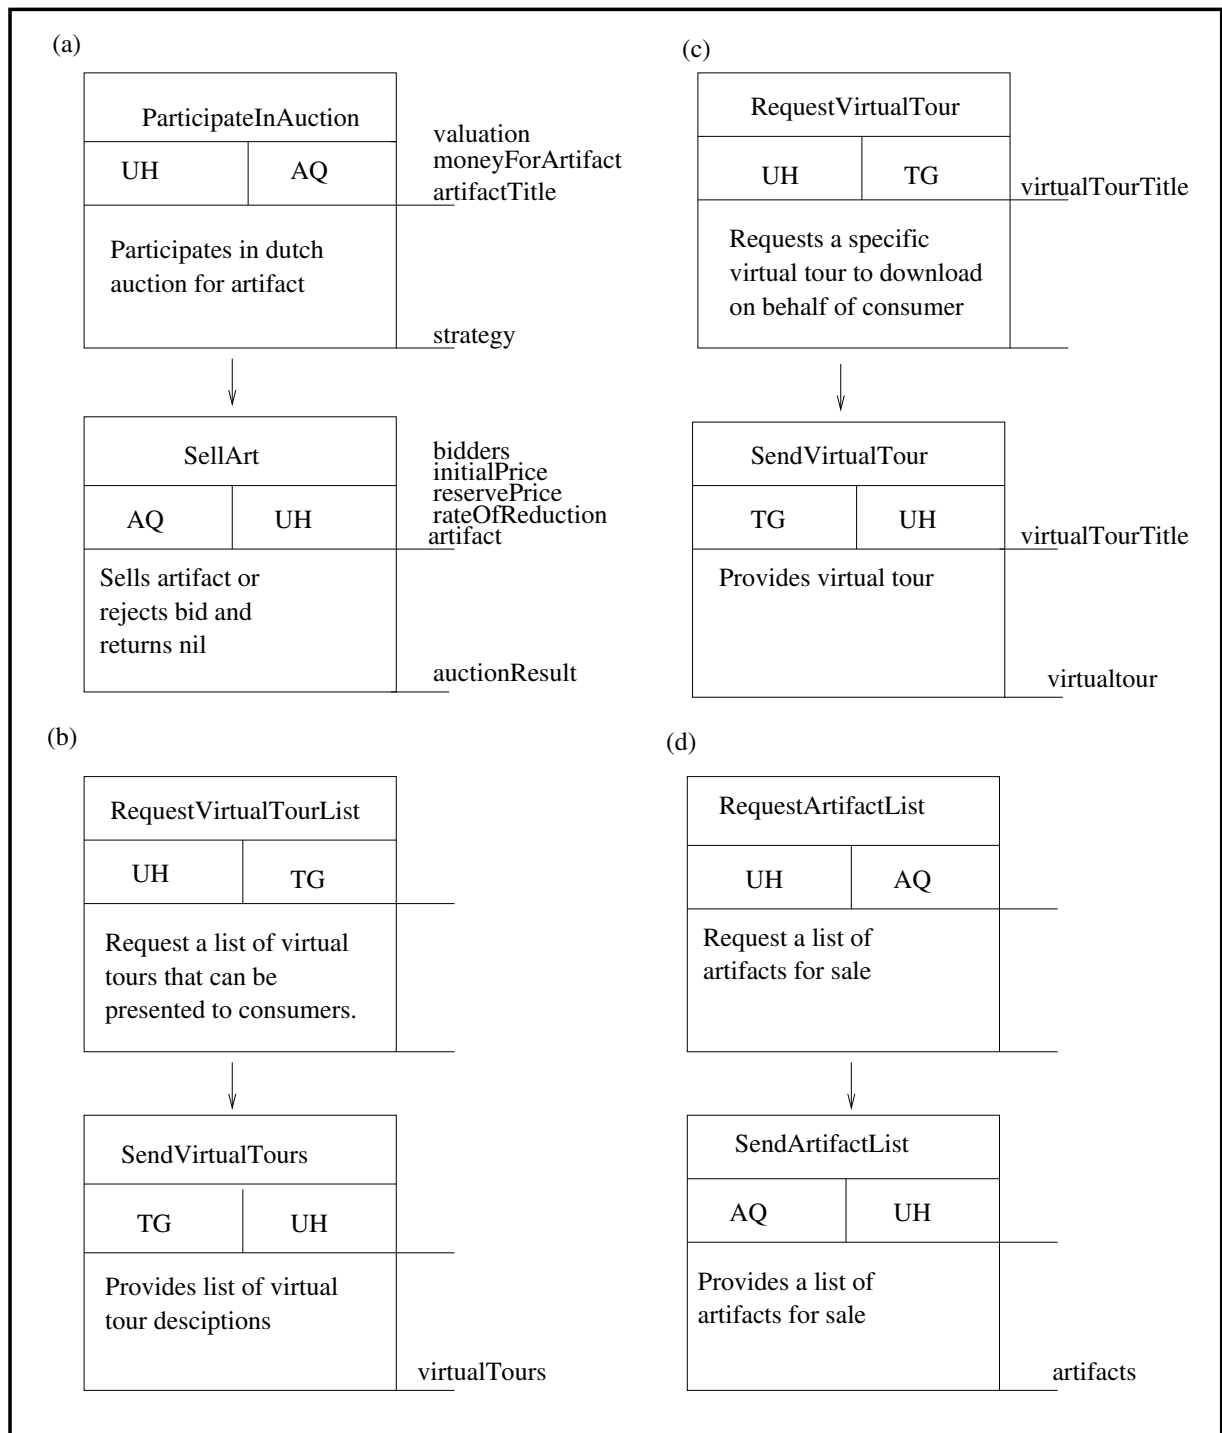 (a)
ParticipateInAuction
UH
AQ
valuation
moneyForArtifact
artifactTitle
Participates in dutch
auction for artifact
strategy
SellArt
AQ
UH
bidders
initialPrice
reservePrice
rateOfReduction
artifact
Sells artifact or
rejects bid and
returns nil
auctionResult
(c)
RequestVirtualTour
UH
TG
virtualTourTitle
Requests a specific
virtual tour to download
on behalf of consumer
SendVirtualTour
TG
UH
virtualTourTitle
Provides virtual tour
virtualtour
(b)
RequestVirtualTourList
UH
TG
Request a list of virtual
tours that can be
presented to consumers.
SendVirtualTours
TG
UH
Provides list of virtual
tour desciptions
virtualTours
(d)
RequestArtifactList
UH
AQ
Request a list of
artifacts for sale
SendArtifactList
AQ
UH
Provides a list of
artifacts for sale
artifacts